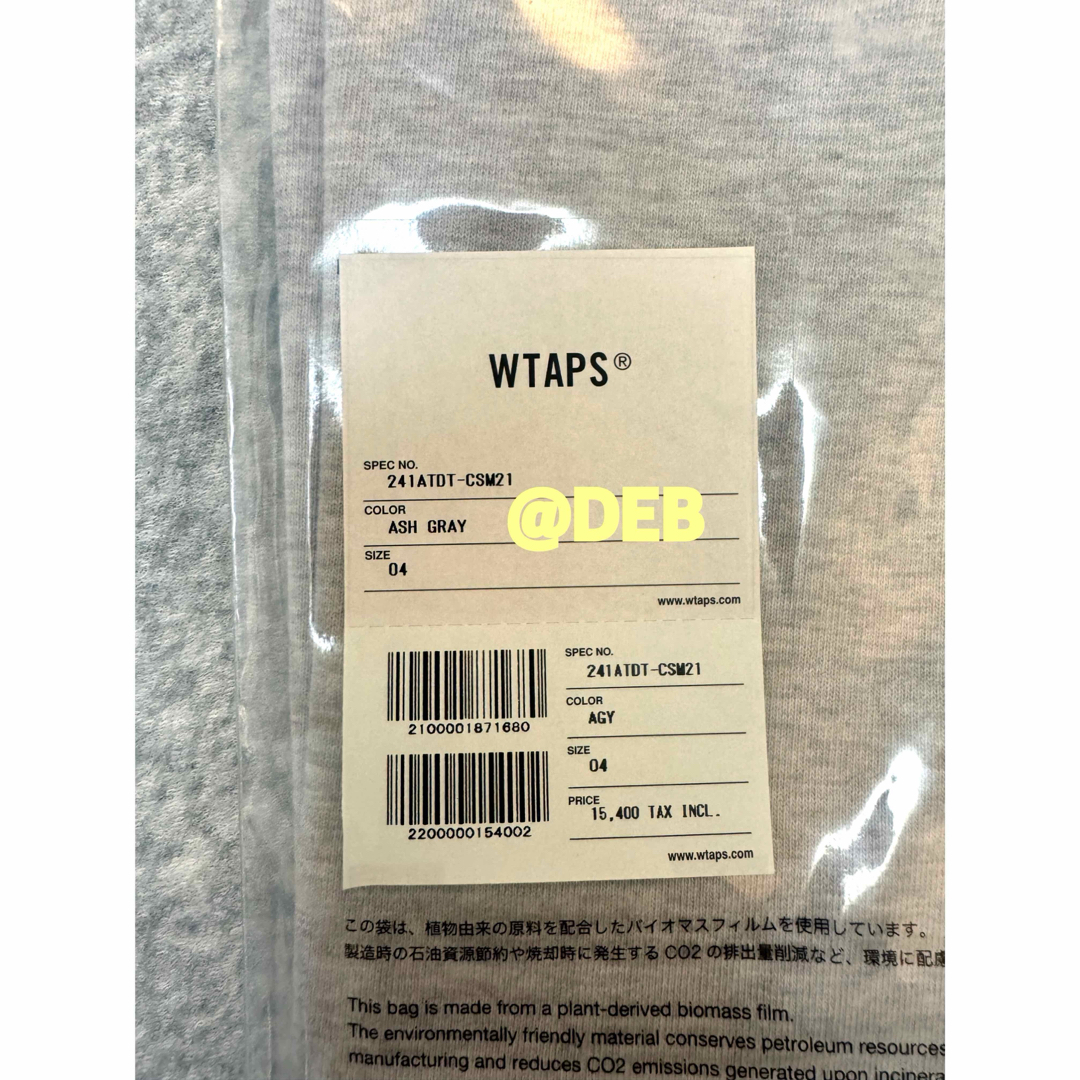 WTAPS®
SPEC NO.
241ATDT-CSM21
COLOR
ASH GRAY
@DEB
SIZE
04
www.wtaps.com
2100001871680
2200000154002
SPEC NO.
241ATDT-CSM21
COLOR
AGY
SIZE
04
PRICE
15,400 TAX INCL.
www.wtaps.com
この袋は、植物由来の原料を配合したバイオマスフィルムを使用しています。
製造時の石油資源節約や焼却時に発生する CO2 の排出量削減など、環境に配慮
This bag is made from a plant-derived biomass film.
The environmentally friendly material conserves petroleum resources
manufacturing and reduces CO2 emissions generated upon incinera